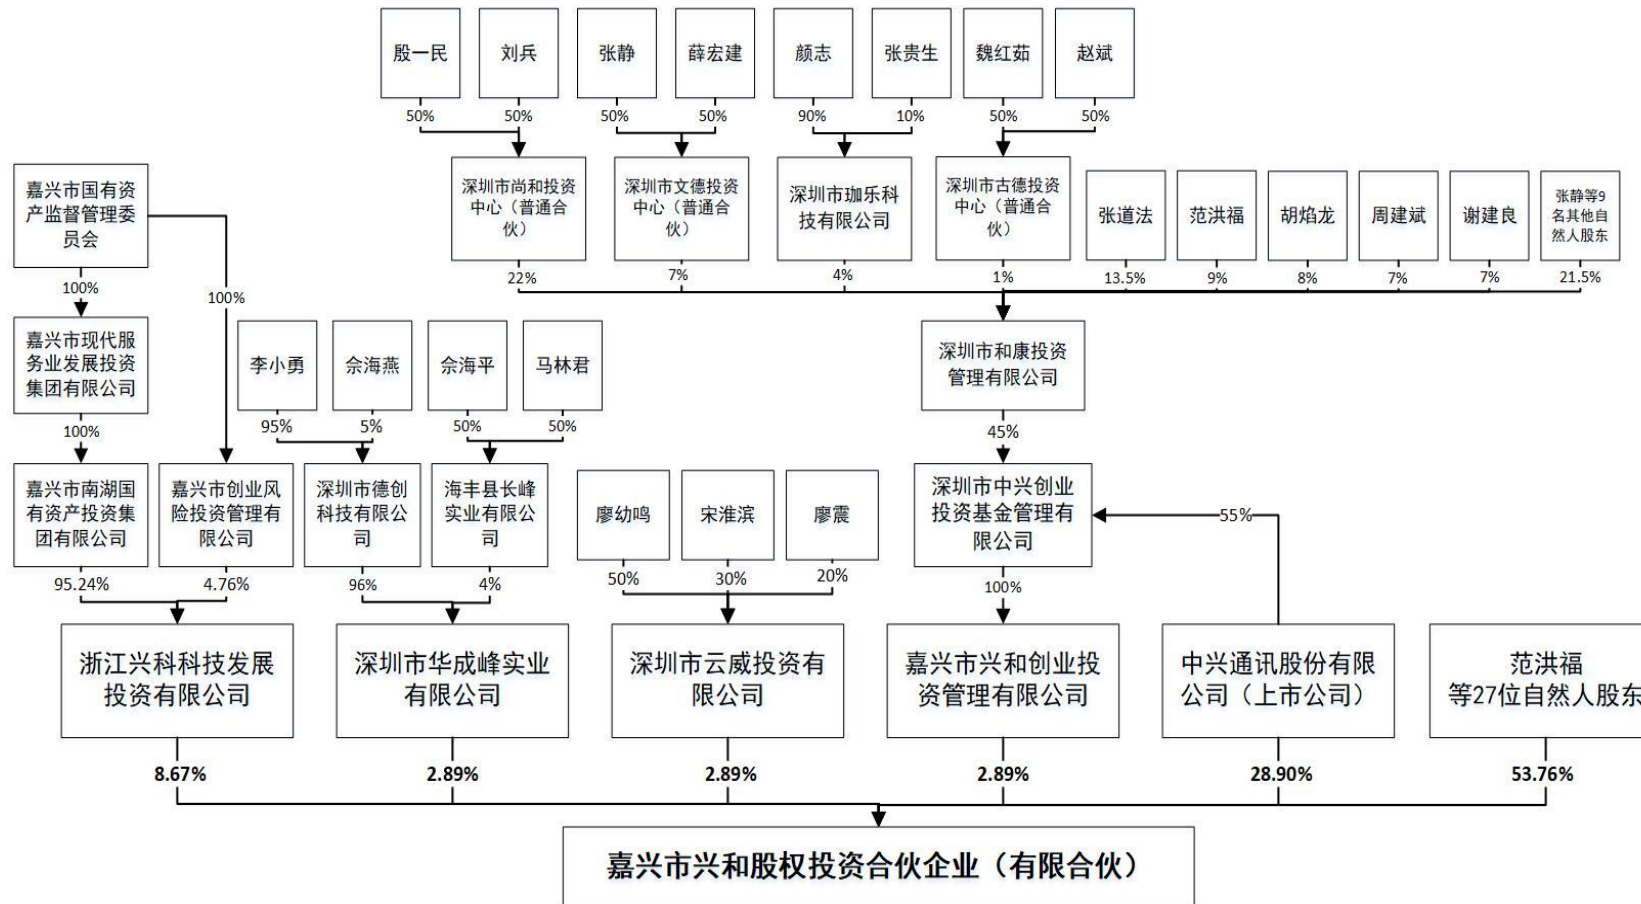 殷一民
刘兵
张静
薛宏建
颜志
张贵生
魏红茹
赵斌
50%
50%
50%
50%
90%
10%
50%
50%
嘉兴市国有资
产监督管理委
员会
深圳市尚和投资
中心（普通合
伙）
深圳市文德投资
中心（普通合
伙）
深圳市珈乐科
技有限公司
深圳市古德投资
中心（普通合
伙）
张道法
范洪福
胡焰龙
周建斌
谢建良
张静等9
名其他自
然人股东
22%
7%
4%
1%
13.5%
9%
8%
7%
7%
21.5%
100%
100%
嘉兴市现代服
务业发展投资
集团有限公司
李小勇
佘海燕
佘海平
马林君
深圳市和康投资
管理有限公司
95%
5%
50%
50%
100%
45%
嘉兴市南湖国
有资产投资集
团有限公司
嘉兴市创业风
险投资管理有
限公司
深圳市德创
科技有限公
司
海丰县长峰
实业有限公
司
廖幼鸣
宋淮滨
廖震
深圳市中兴创业
投资基金管理有
限公司
55%
95.24%
4.76%
96%
4%
50%
30%
20%
100%
浙江兴科科技发展
投资有限公司
深圳市华成峰实业
有限公司
深圳市云威投资有
限公司
嘉兴市兴和创业投
资管理有限公司
中兴通讯股份有限
公司（上市公司）
范洪福
等27位自然人股东
8.67%
2.89%
2.89%
2.89%
28.90%
53.76%
嘉兴市兴和股权投资合伙企业（有限合伙）